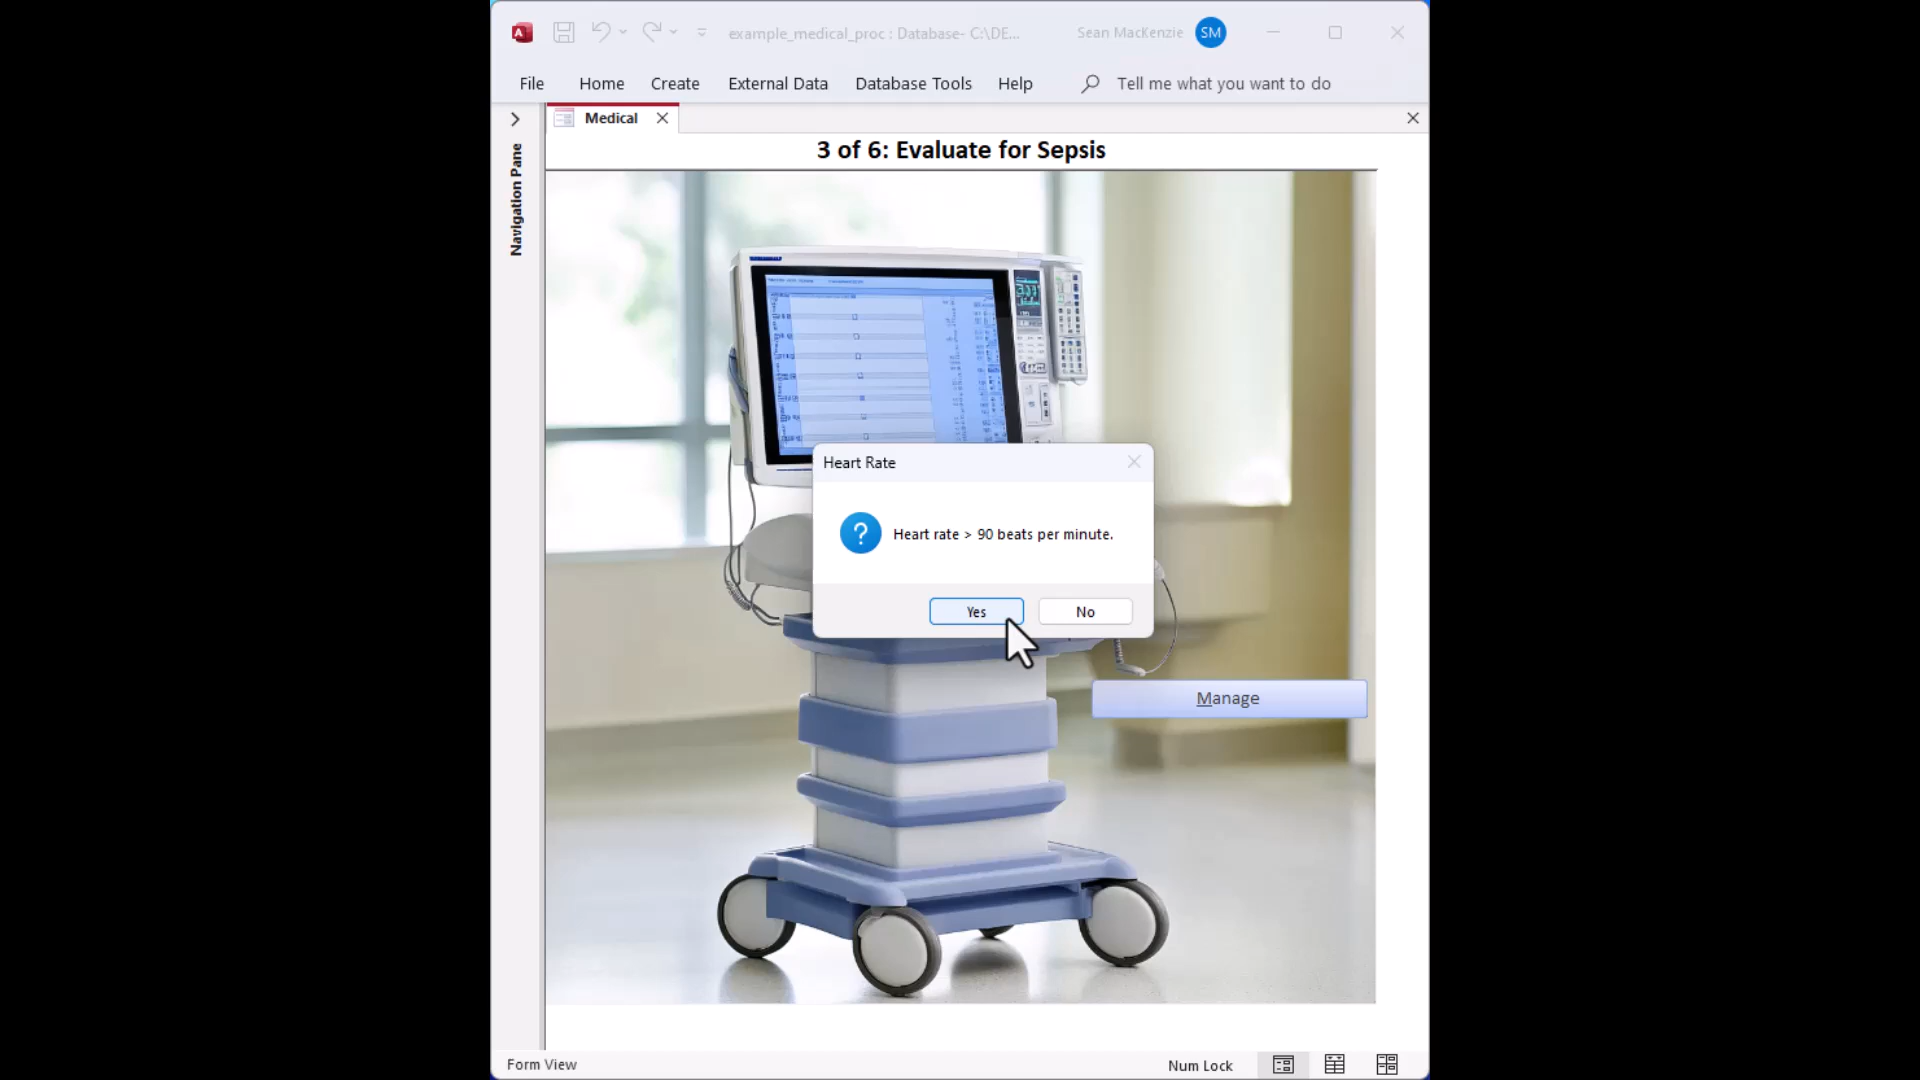 example_medical_proc : Database- C:\DE...
Sean MacKenzie
SM
File
Home
Create
External Data
Database Tools
Help
Tell me what you want to do
Navigation Pane
Medical
3 of 6: Evaluate for Sepsis
Heart Rate
?
Heart rate > 90 beats per minute.
Yes
No
Manage
Form View
Num Lock